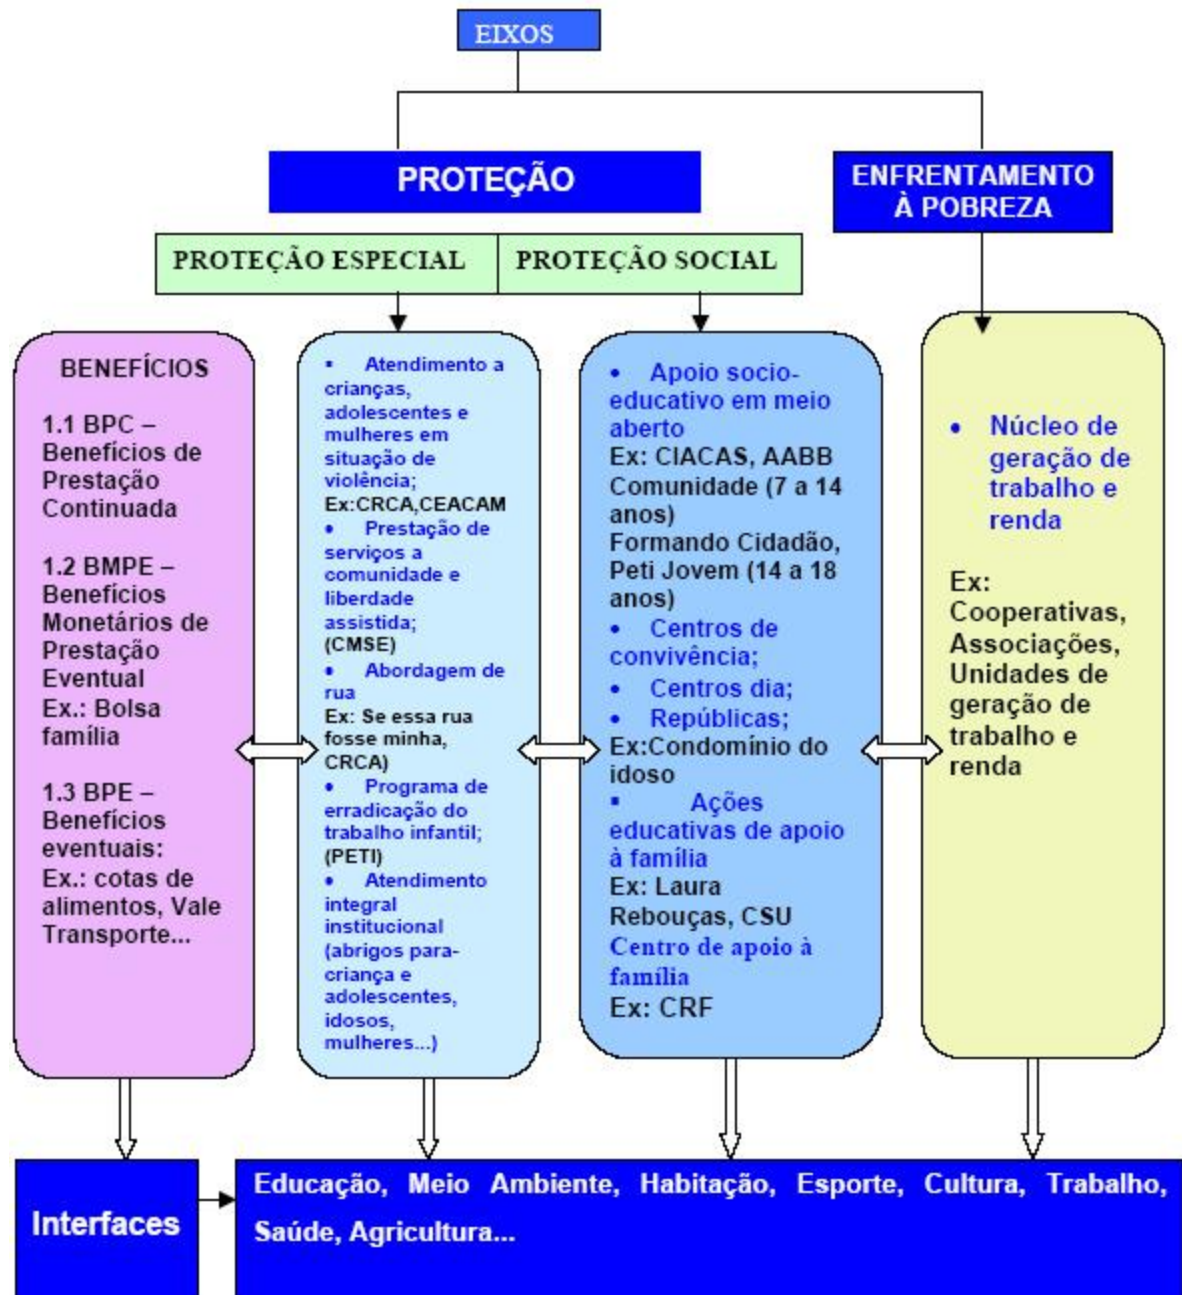 EIXOS
PROTEÇÃO
ENFRENTAMENTO
À POBREZA
PROTEÇÃO ESPECIAL
PROTEÇÃO SOCIAL
BENEFÍCIOS
1.1 BPC –
Benefícios de
Prestação
Continuada
1.2 BMPE –
Benefícios
Monetários de
Prestação
Eventual
Ex.: Bolsa
família
1.3 BPE –
Benefícios
eventuais:
Ex.: cotas de
alimentos, Vale
Transporte...
▪ Atendimento a
crianças,
adolescentes e
mulheres em
situação de
violência;
Ex:CRCA,CEACAM
• Prestação de
serviços a
comunidade e
liberdade
assistida;
(CMSE)
• Abordagem de
rua
Ex: Se essa rua
fosse minha,
CRCA)
• Programa de
erradicação do
trabalho infantil;
(PETI)
• Atendimento
integral
institucional
(abrigos para-
criança e
adolescentes,
idosos,
mulheres...)
• Apoio socio-
educativo em meio
aberto
Ex: CIACAS, AABB
Comunidade (7 a 14
anos)
Formando Cidadão,
Peti Jovem (14 a 18
anos)
• Centros de
convivência;
• Centros dia;
• Repúblicas;
Ex:Condomínio do
idoso
▪ Ações
educativas de apoio
à família
Ex: Laura
Rebouças, CSU
Centro de apoio à
família
Ex: CRF
• Núcleo de
geração de
trabalho e
renda
Ex:
Cooperativas,
Associações,
Unidades de
geração de
trabalho e
renda
Interfaces
Educação, Meio Ambiente, Habitação, Esporte, Cultura, Trabalho,
Saúde, Agricultura...